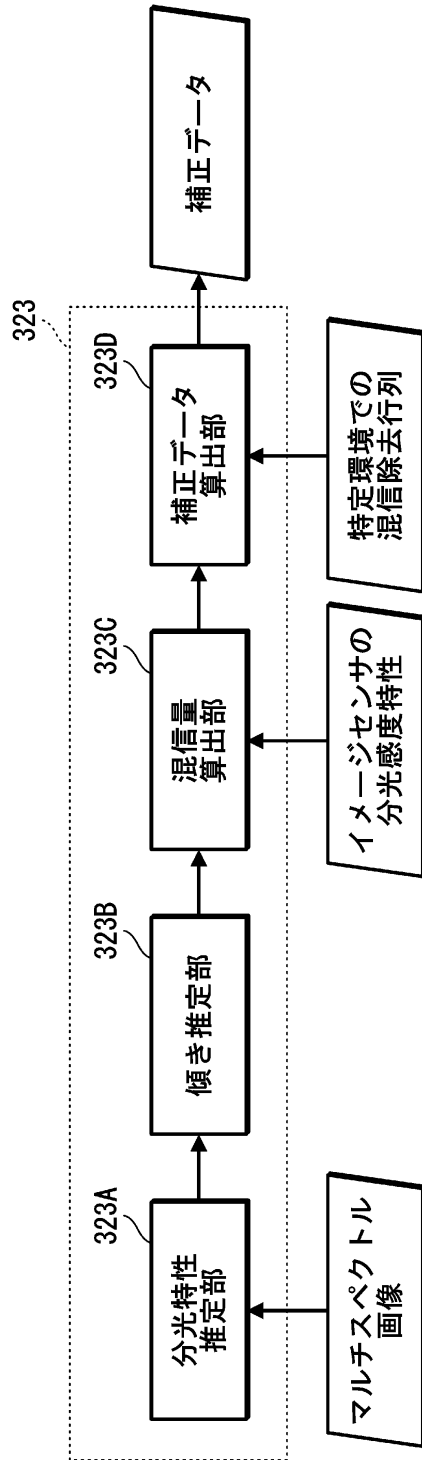 323
323A
分光特性
推定部
323B
傾き推定部
323C
混信量
算出部
323D
補正データ
算出部
補正データ
マルチスペクトル
画像
イメージセンサの
分光感度特性
特定環境での
混信除去行列